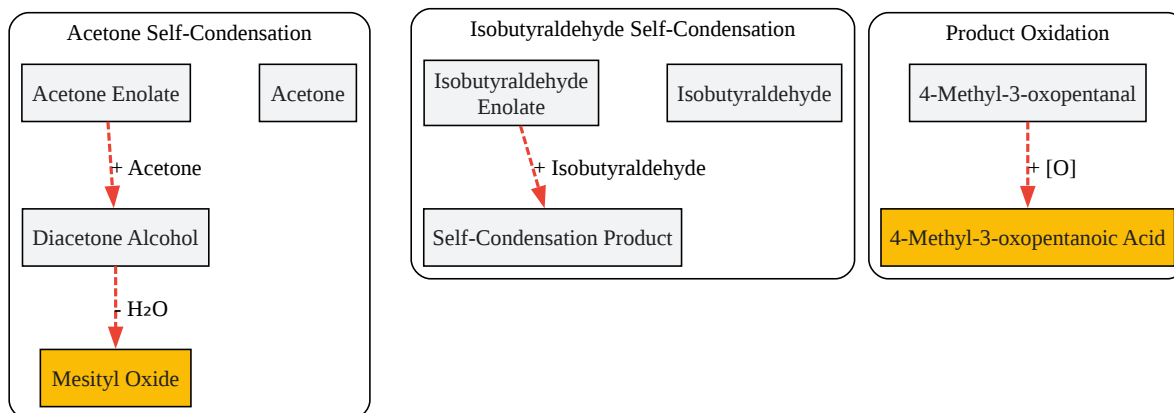 Acetone Self-Condensation
Acetone Enolate
Acetone
+ Acetone
Diacetone Alcohol
- H₂O
Mesityl Oxide
Isobutyraldehyde Self-Condensation
Isobutyraldehyde
Enolate
Isobutyraldehyde
+ Isobutyraldehyde
Self-Condensation Product
Product Oxidation
4-Methyl-3-oxopentanal
+ [O]
4-Methyl-3-oxopentanoic Acid